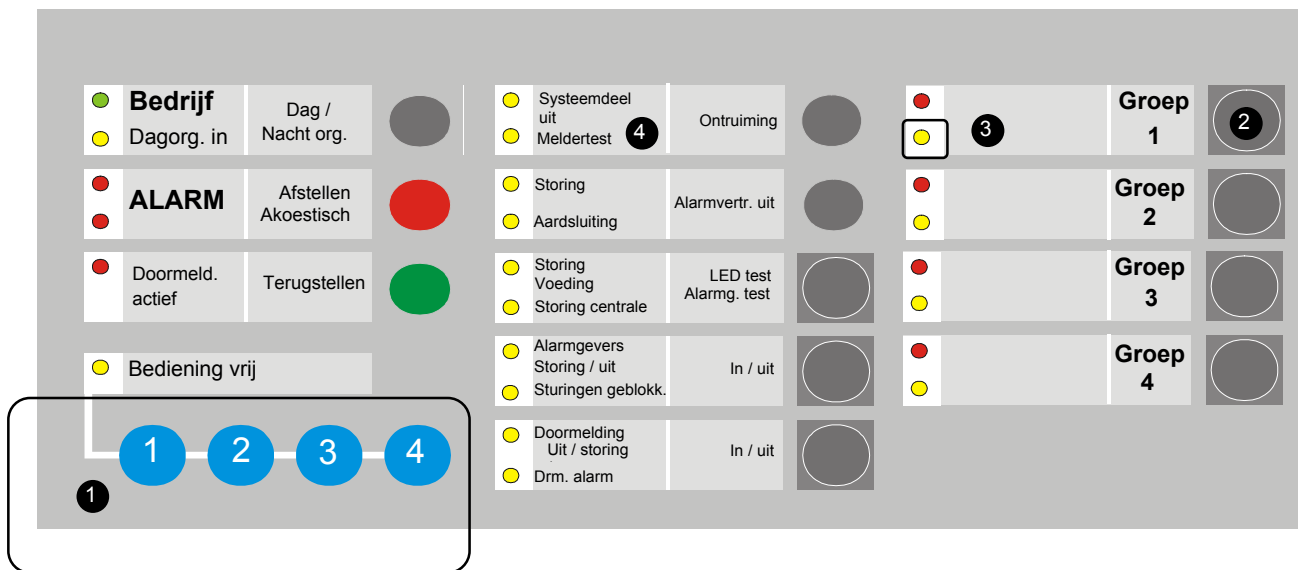 Bedrijf
Dagorg. in
Dag /
Nacht org.
ALARM
Afstellen
Akoestisch
Doormeld.
actief
Terugstellen
Bediening vrij
1 2 3 4
1
Systeemdeel
uit
Meldertest
4
Ontruiming
Storing
Aardsluiting
Alarmvertr. uit
Storing
Voeding
Storing centrale
LED test
Alarmg. test
Alarmgevers
Storing / uit
Sturingen geblokk.
In / uit
Doormelding
Uit / storing
Drm. alarm
In / uit
3
Groep
1
2
Groep
2
Groep
3
Groep
4